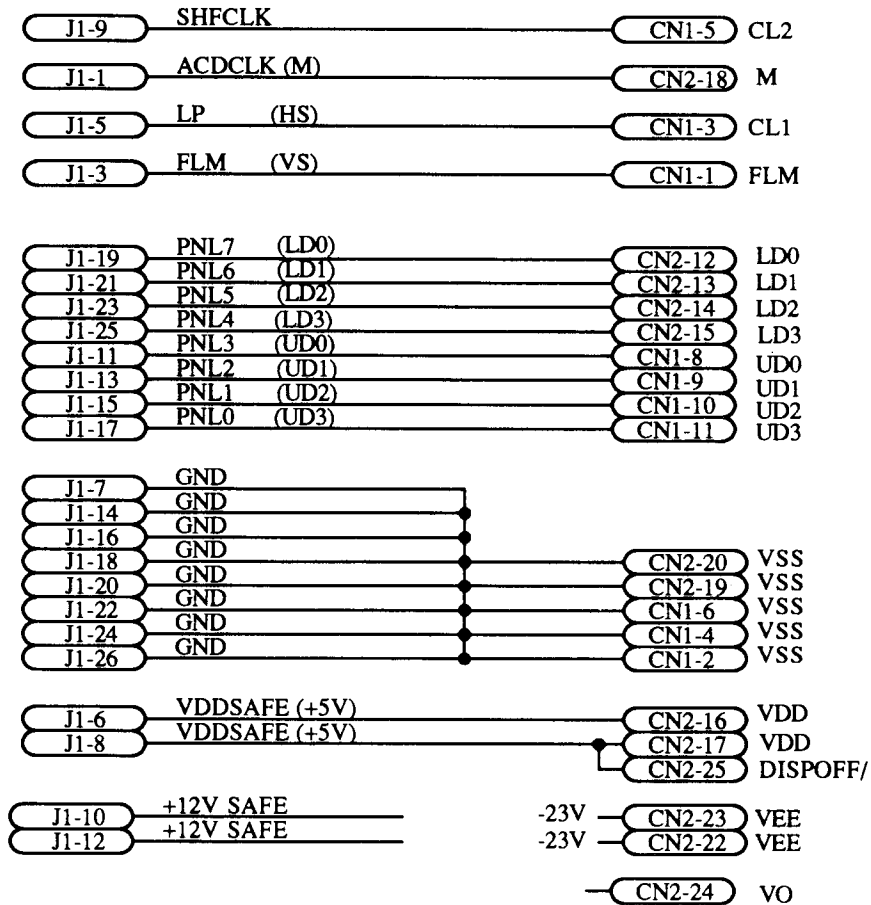 J1-9 SHFCLK CN1-5 CL2
J1-1 ACDCLK (M) CN2-18 M
J1-5 LP (HS) CN1-3 CL1
J1-3 FLM (VS) CN1-1 FLM
J1-19 PNL7 (LD0) CN2-12 LD0
J1-21 PNL6 (LD1) CN2-13 LD1
J1-23 PNL5 (LD2) CN2-14 LD2
J1-25 PNL4 (LD3) CN2-15 LD3
J1-11 PNL3 (UD0) CN1-8 UD0
J1-13 PNL2 (UD1) CN1-9 UD1
J1-15 PNL1 (UD2) CN1-10 UD2
J1-17 PNL0 (UD3) CN1-11 UD3
J1-7 GND
J1-14 GND
J1-16 GND
J1-18 GND CN2-20 VSS
J1-20 GND CN2-19 VSS
J1-22 GND CN1-6 VSS
J1-24 GND CN1-4 VSS
J1-26 GND CN1-2 VSS
J1-6 VDDSAFE (+5V) CN2-16 VDD
J1-8 VDDSAFE (+5V) CN2-17 VDD
CN2-25 DISPOFF/
J1-10 +12V SAFE -23V CN2-23 VEE
J1-12 +12V SAFE -23V CN2-22 VEE
CN2-24 VO